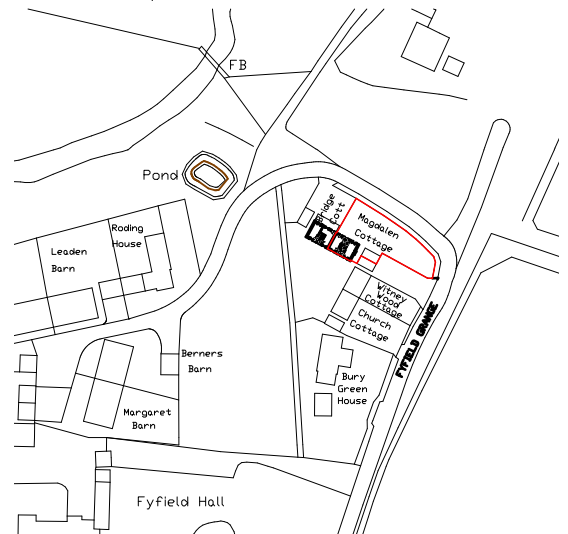 FB
Pond
Bridge
Cott
Magdalen
Cottage
Roding
House
Leaden
Barn
Witney
Wood
Cottage
Church
Cottage
FYFIELD GRANGE
Berners
Barn
Bury
Green
House
Margaret
Barn
Fyfield Hall